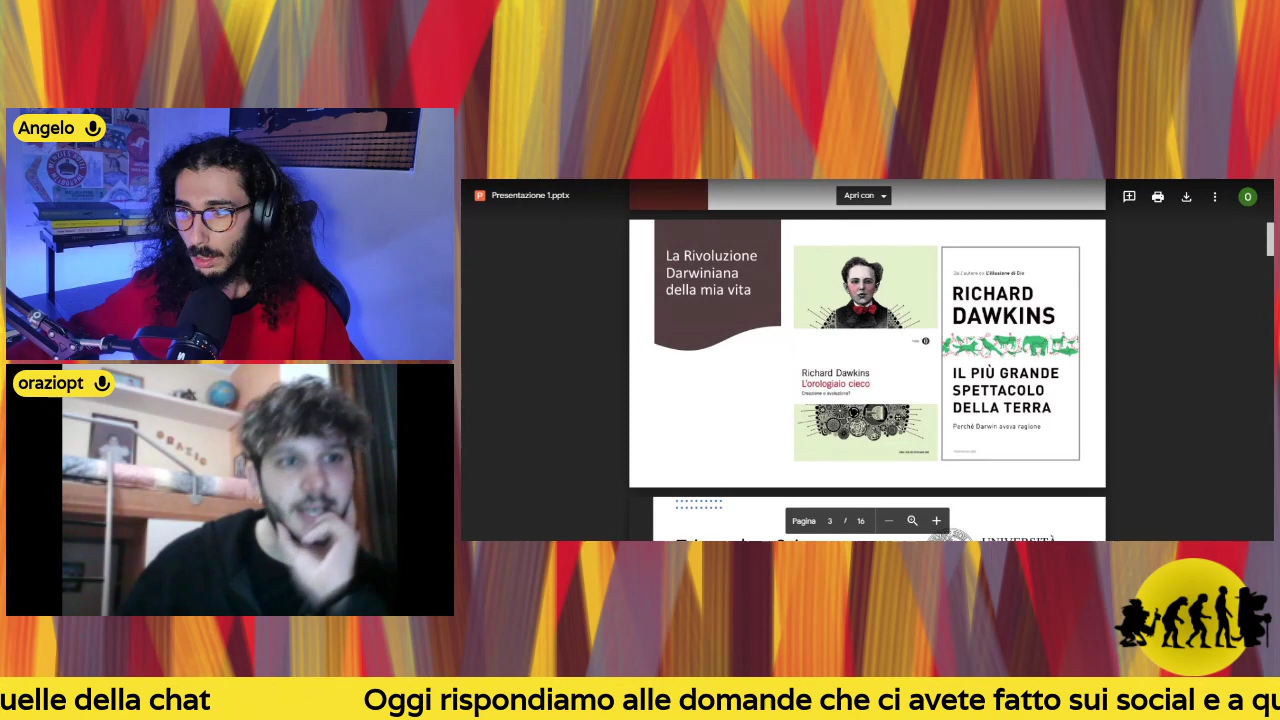 Angelo
oraziopt
ORAZIO
Presentazione 1.pptx
Apri con
O
La Rivoluzione
Darwiniana
della mia vita
Richard Dawkins
L'orologiaio cieco
Creazione o evoluzione?
Dall'autore de L'illusione di Dio
RICHARD
DAWKINS
IL PIÙ GRANDE
SPETTACOLO
DELLA TERRA
Perché Darwin aveva ragione
Pagina 3 / 16
UNIVERSITÀ
uelle della chat
Oggi rispondiamo alle domande che ci avete fatto sui social e a qu